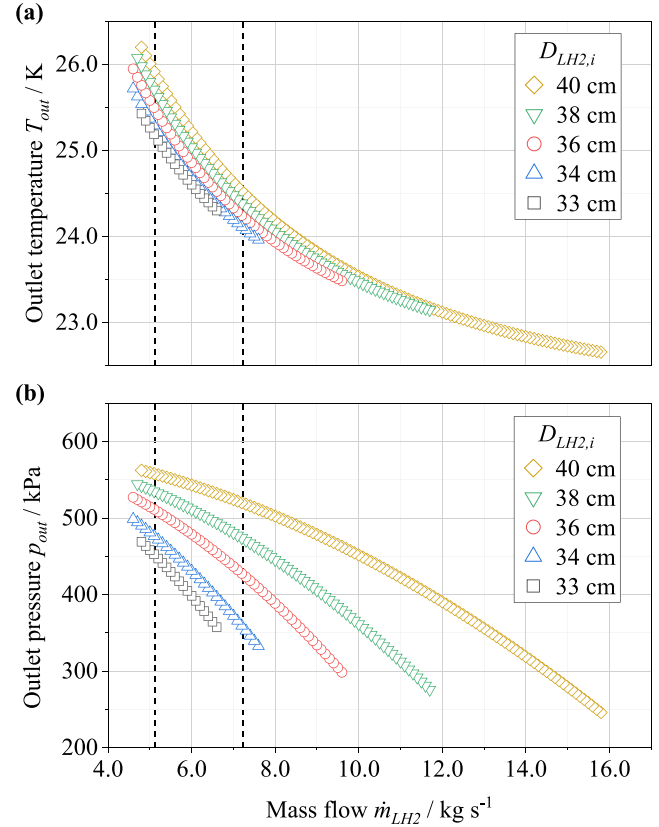 (a)
Outlet temperature T_out / K
26.0
25.0
24.0
23.0
D_LH2,i
40 cm
38 cm
36 cm
34 cm
33 cm
(b)
Outlet pressure p_out / kPa
600
500
400
300
200
D_LH2,i
40 cm
38 cm
36 cm
34 cm
33 cm
4.0 6.0 8.0 10.0 12.0 14.0 16.0
Mass flow ṁ_LH2 / kg s⁻¹